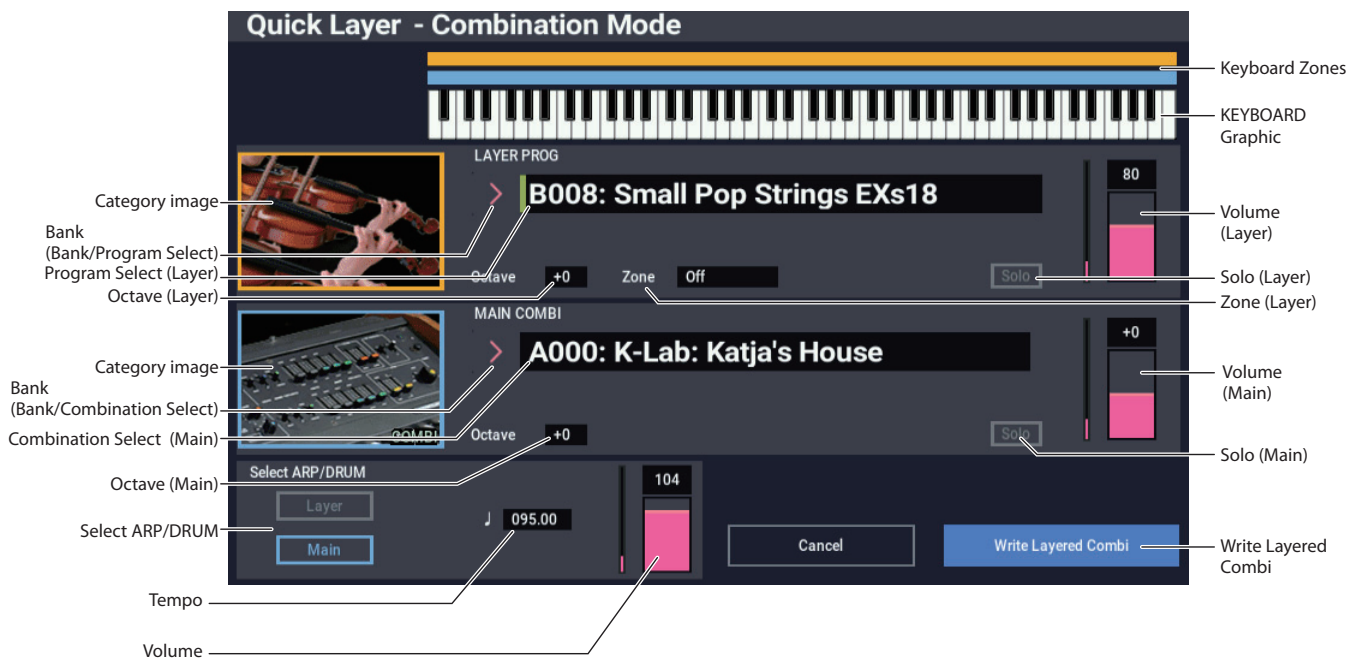 Quick Layer - Combination Mode
Keyboard Zones
KEYBOARD
Graphic
LAYER PROG
80
B008: Small Pop Strings EXs18
Category image
Volume
(Layer)
Bank
(Bank/Program Select)
Program Select (Layer)
Octave +0 Zone Off Solo
Solo (Layer)
Octave (Layer)
Zone (Layer)
MAIN COMBI
+0
A000: K-Lab: Katja's House
Category image
Volume
(Main)
Bank
(Bank/Combination Select)
COMBI
Combination Select (Main)
Octave +0 Solo
Solo (Main)
Select ARP/DRUM
104
Octave (Main)
Layer
095.00
Select ARP/DRUM
Main
Cancel
Write Layered Combi
Write Layered
Combi
Tempo
Volume